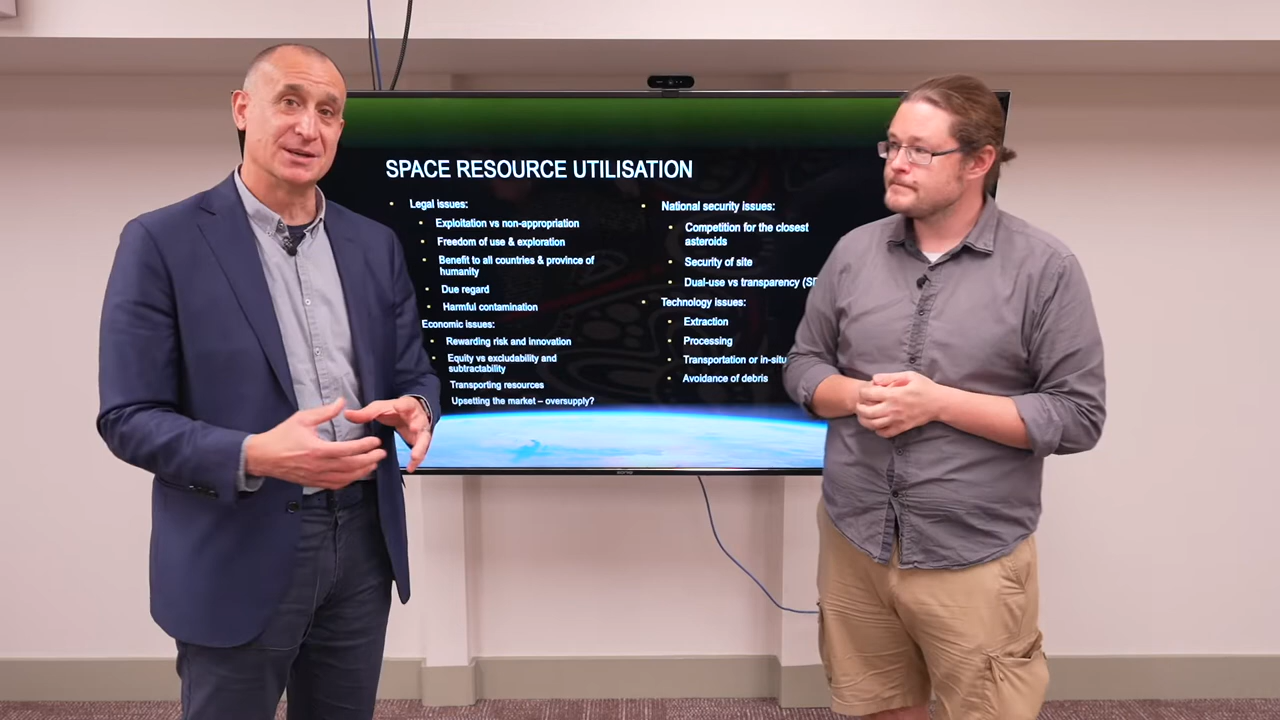 SPACE RESOURCE UTILISATION
Legal issues:
Exploitation vs non-appropriation
Freedom of use & exploration
Benefit to all countries & province of
humanity
Due regard
Harmful contamination
Economic issues:
Rewarding risk and innovation
Equity vs excludability and
subtractability
Transporting resources
Upsetting the market – oversupply?
National security issues:
Competition for the closest
asteroids
Security of site
Dual-use vs transparency
Technology issues:
Extraction
Processing
Transportation or in-situ
Avoidance of debris